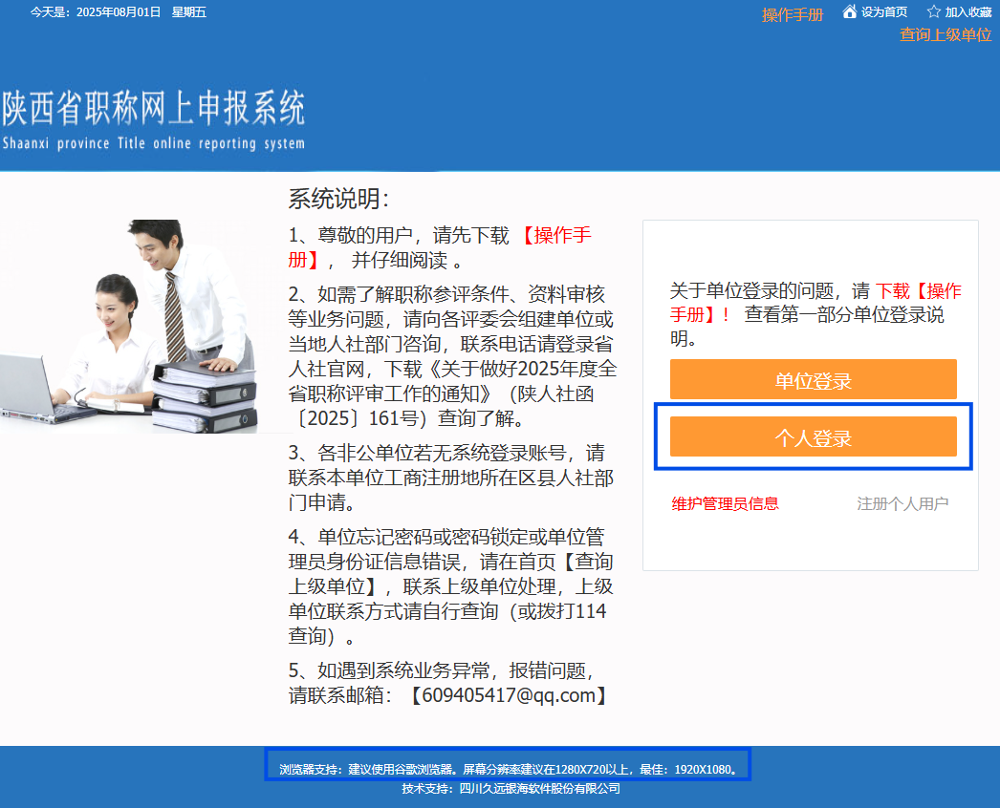 今天是：2025年08月01日 星期五
操作手册 设为首页 加入收藏
查询上级单位
陕西省职称网上申报系统
Shaanxi province Title online reporting system
系统说明：
1、尊敬的用户，请先下载 【操作手
册】， 并仔细阅读 。
2、如需了解职称参评条件、资料审核
等业务问题，请向各评委会组建单位或
当地人社部门咨询，联系电话请登录省
人社官网，下载《关于做好2025年度全
省职称评审工作的通知》（陕人社函
〔2025〕161号）查询了解。
3、各非公单位若无系统登录账号，请
联系本单位工商注册地所在区县人社部
门申请。
4、单位忘记密码或密码锁定或单位管
理员身份证信息错误，请在首页【查询
上级单位】，联系上级单位处理，上级
单位联系方式请自行查询（或拨打114
查询）。
5、如遇到系统业务异常，报错问题，
请联系邮箱：【609405417@qq.com】
关于单位登录的问题，请 下载【操作
手册】！ 查看第一部分单位登录说
明。
单位登录
个人登录
维护管理员信息 注册个人用户
浏览器支持：建议使用谷歌浏览器。屏幕分辨率建议在1280X720以上，最佳：1920X1080。
技术支持：四川久远银海软件股份有限公司